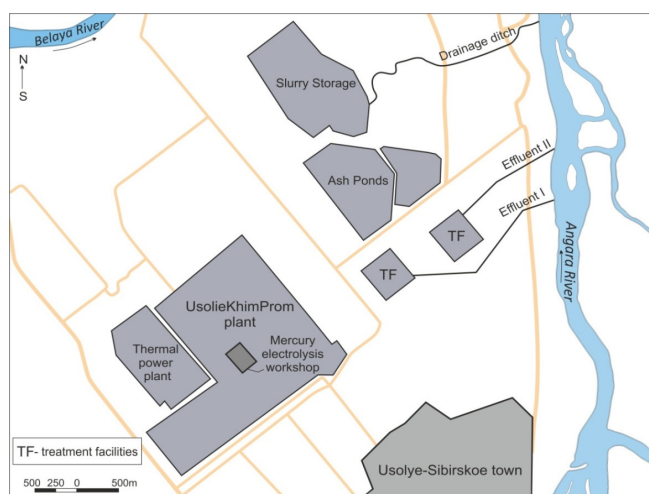 Belaya River
N
S
Slurry Storage
Drainage ditch
Ash Ponds
Effluent II
Effluent I
TF
TF
Angara River
UsolieKhimProm
plant
Thermal
power
plant
Mercury
electrolysis
workshop
Usolye-Sibirskoe town
TF- treatment facilities
500 250 0 500m